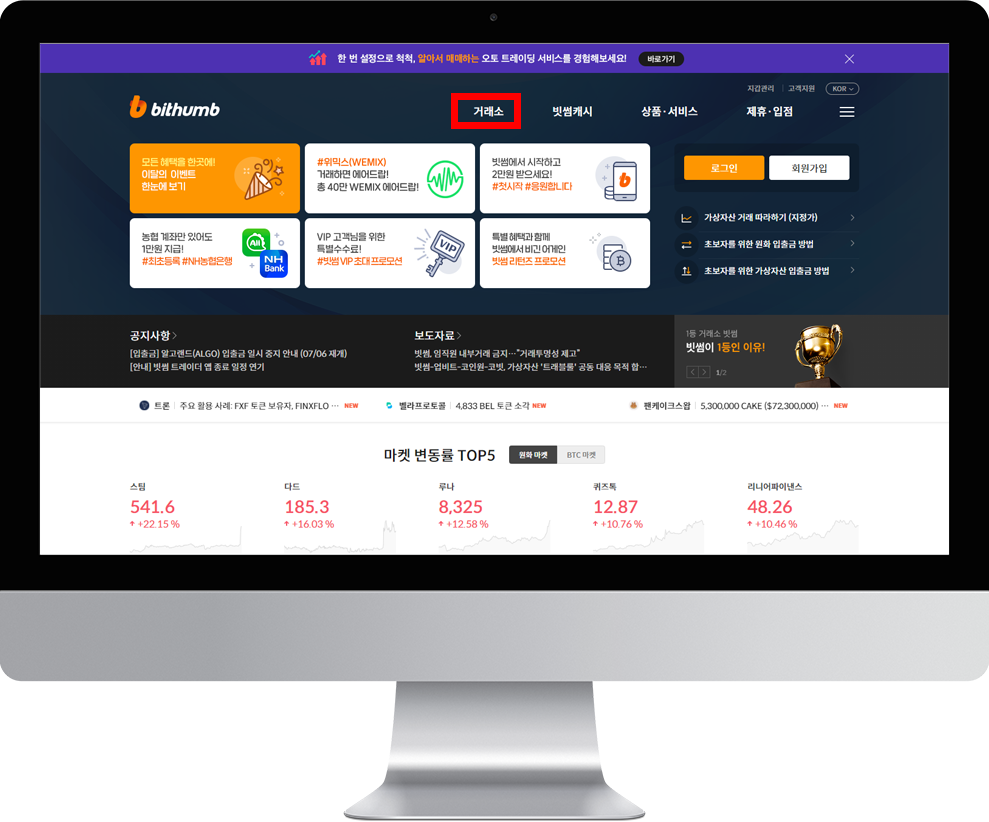 한 번 설정으로 척척, 알아서 매매하는 오토 트레이딩 서비스를 경험해보세요! 바로가기
지갑관리 고객지원 KOR
bithumb 거래소 빗썸캐시 상품·서비스 제휴·입점
모든 혜택을 한곳에!
이달의 이벤트
한눈에 보기
#위믹스(WEMIX)
거래하면 에어드랍!
총 40만 WEMIX 에어드랍!
빗썸에서 시작하고
2만원 받으세요!
#첫시작 #응원합니다
로그인 회원가입
농협 계좌만 있어도
1만원 지급!
#최초등록 #NH농협은행
All
NH
Bank
VIP 고객님을 위한
특별수수료!
#빗썸 VIP 초대 프로모션
VIP
특별 혜택과 함께
빗썸에서 비긴 어게인
빗썸 리턴즈 프로모션
가상자산 거래 따라하기 (지정가)
초보자를 위한 원화 입출금 방법
초보자를 위한 가상자산 입출금 방법
공지사항
[입출금] 알고랜드(ALGO) 입출금 일시 중지 안내 (07/06 재개)
[안내] 빗썸 트레이더 앱 종료 일정 연기
보도자료
빗썸, 임직원 내부거래 금지…"거래투명성 제고"
빗썸-업비트-코인원-코빗, 가상자산 '트래블룰' 공동 대응 목적 합…
1등 거래소 빗썸
빗썸이 1등인 이유!
1/2
트론 주요 활용 사례: FXF 토큰 보유자, FINXFLO … NEW
벨라프로토콜 4,833 BEL 토큰 소각 NEW
팬케이크스왑 5,300,000 CAKE ($72,300,000) … NEW
마켓 변동률 TOP5 원화 마켓 BTC 마켓
스팀 다드 루나 퀴즈톡 리니어파이낸스
541.6 185.3 8,325 12.87 48.26
+22.15 % +16.03 % +12.58 % +10.76 % +10.46 %